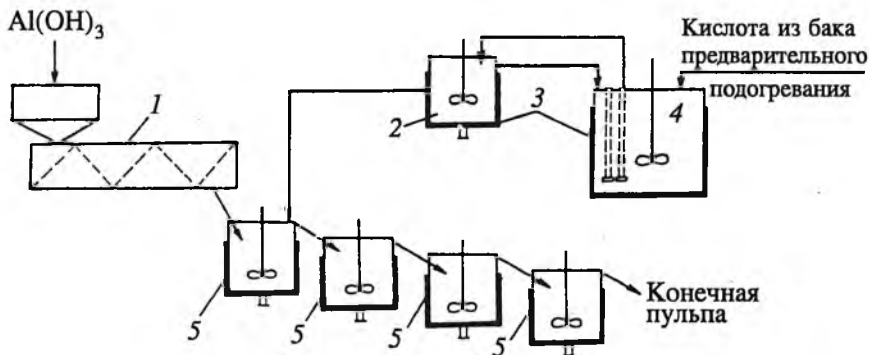 Al(OH)3
1
Кислота из бака
предварительного
подогревания
2
3
4
5
5
5
5
Конечная
пульпа